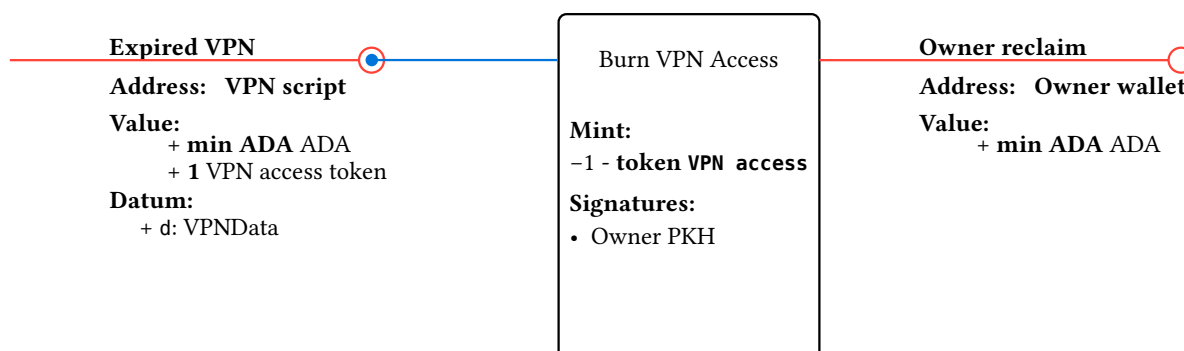 Expired VPN
Address: VPN script
Value:
+ min ADA ADA
+ 1 VPN access token
Datum:
+ d: VPNData
Burn VPN Access
Mint:
−1 - token VPN access
Signatures:
• Owner PKH
Owner reclaim
Address: Owner wallet
Value:
+ min ADA ADA